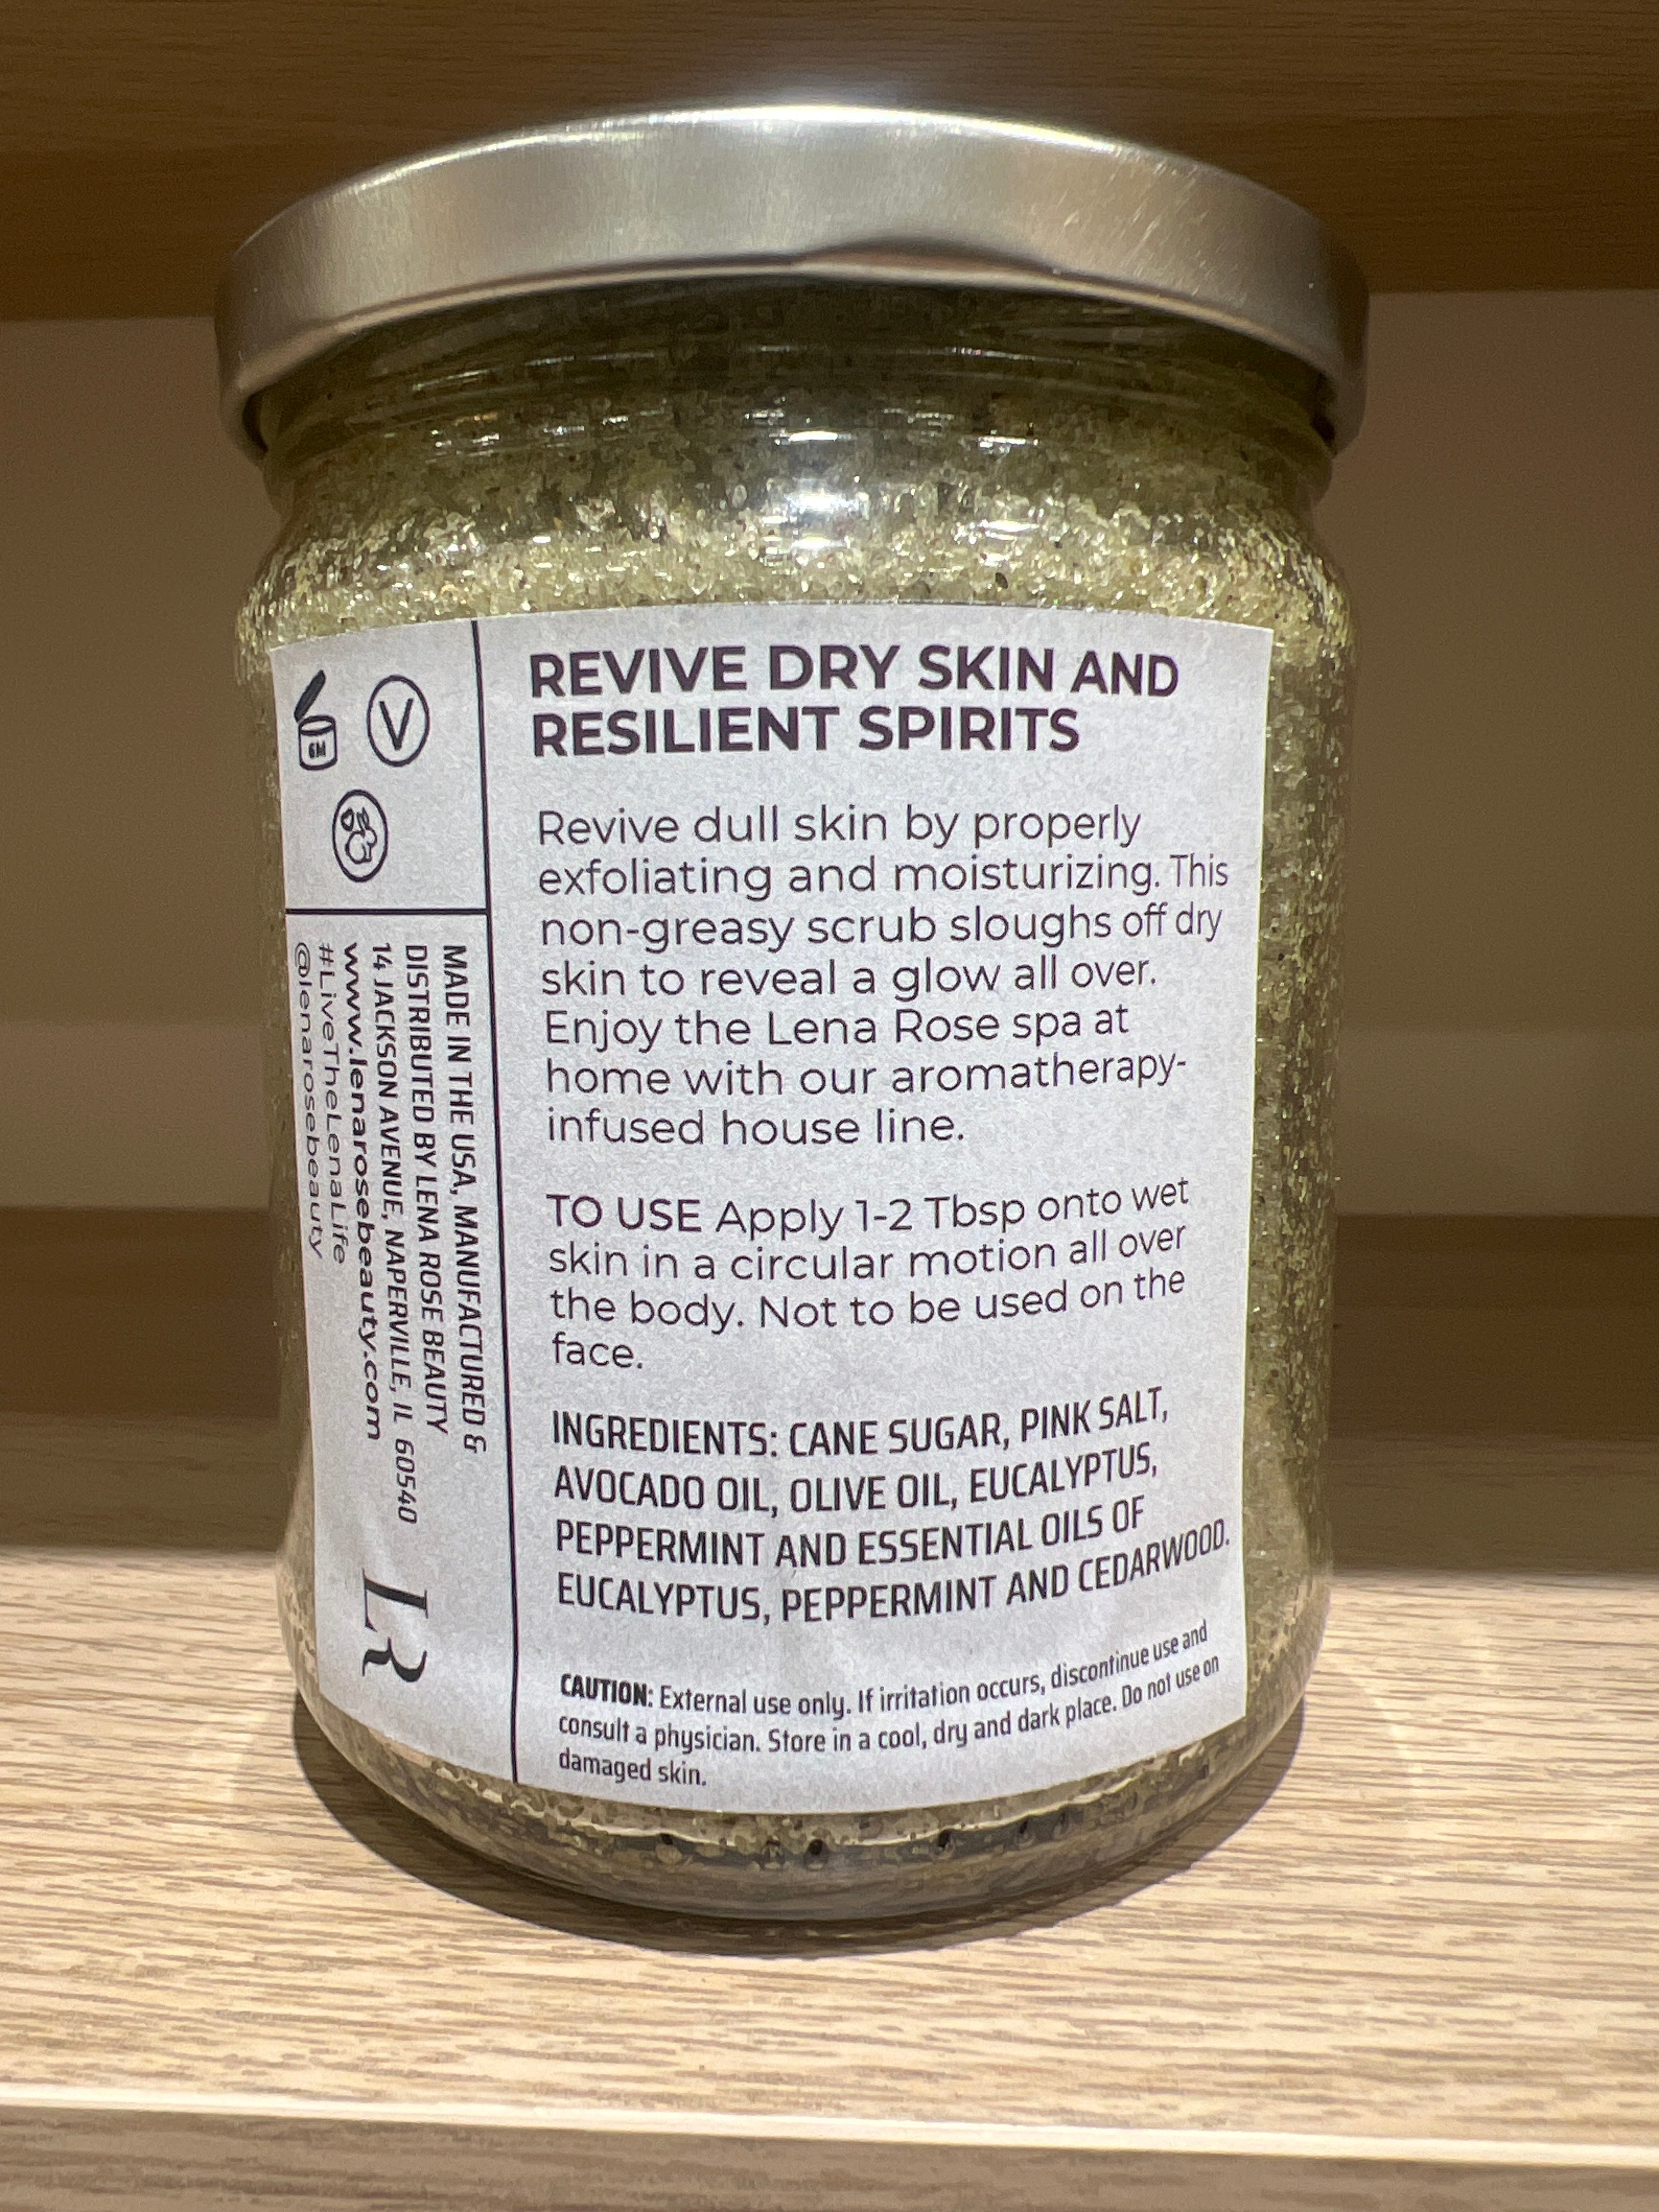 REVIVE DRY SKIN AND
RESILIENT SPIRITS
Revive dull skin by properly
exfoliating and moisturizing. This
non-greasy scrub sloughs off dry
skin to reveal a glow all over.
Enjoy the Lena Rose spa at
home with our aromatherapy-
infused house line.
TO USE Apply 1-2 Tbsp onto wet
skin in a circular motion all over
the body. Not to be used on the
face.
INGREDIENTS: CANE SUGAR, PINK SALT,
AVOCADO OIL, OLIVE OIL, EUCALYPTUS,
PEPPERMINT AND ESSENTIAL OILS OF
EUCALYPTUS, PEPPERMINT AND CEDARWOOD.
CAUTION: External use only. If irritation occurs, discontinue use and
consult a physician. Store in a cool, dry and dark place. Do not use on
damaged skin.
6M
V
MADE IN THE USA, MANUFACTURED &
DISTRIBUTED BY LENA ROSE BEAUTY
14 JACKSON AVENUE, NAPERVILLE, IL 60540
www.lenarosebeauty.com
#LiveTheLenaLife
@lenarosebeauty
LR